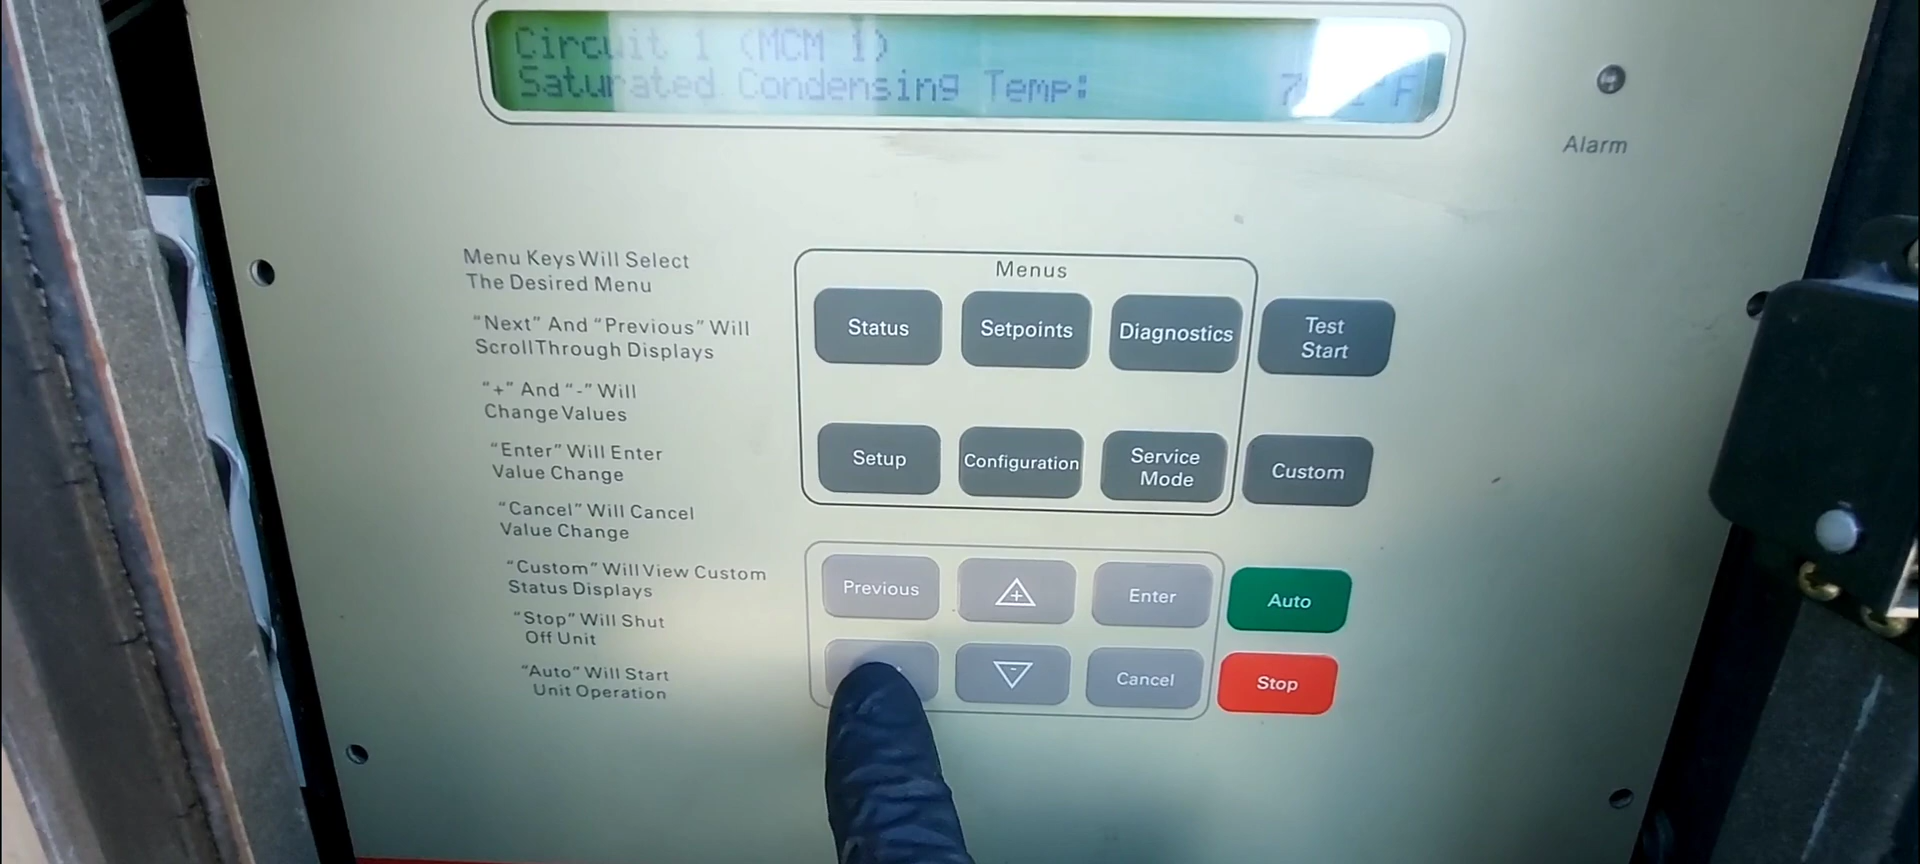 Circuit 1 (MCM 1)
Saturated Condensing Temp:
Alarm
Menu Keys Will Select
The Desired Menu
"Next" And "Previous" Will
Scroll Through Displays
"+" And "-" Will
Change Values
"Enter" Will Enter
Value Change
"Cancel" Will Cancel
Value Change
"Custom" Will View Custom
Status Displays
"Stop" Will Shut
Off Unit
"Auto" Will Start
Unit Operation
Menus
Status
Setpoints
Diagnostics
Test
Start
Setup
Configuration
Service
Mode
Custom
Previous
+
Enter
Auto
-
Cancel
Stop